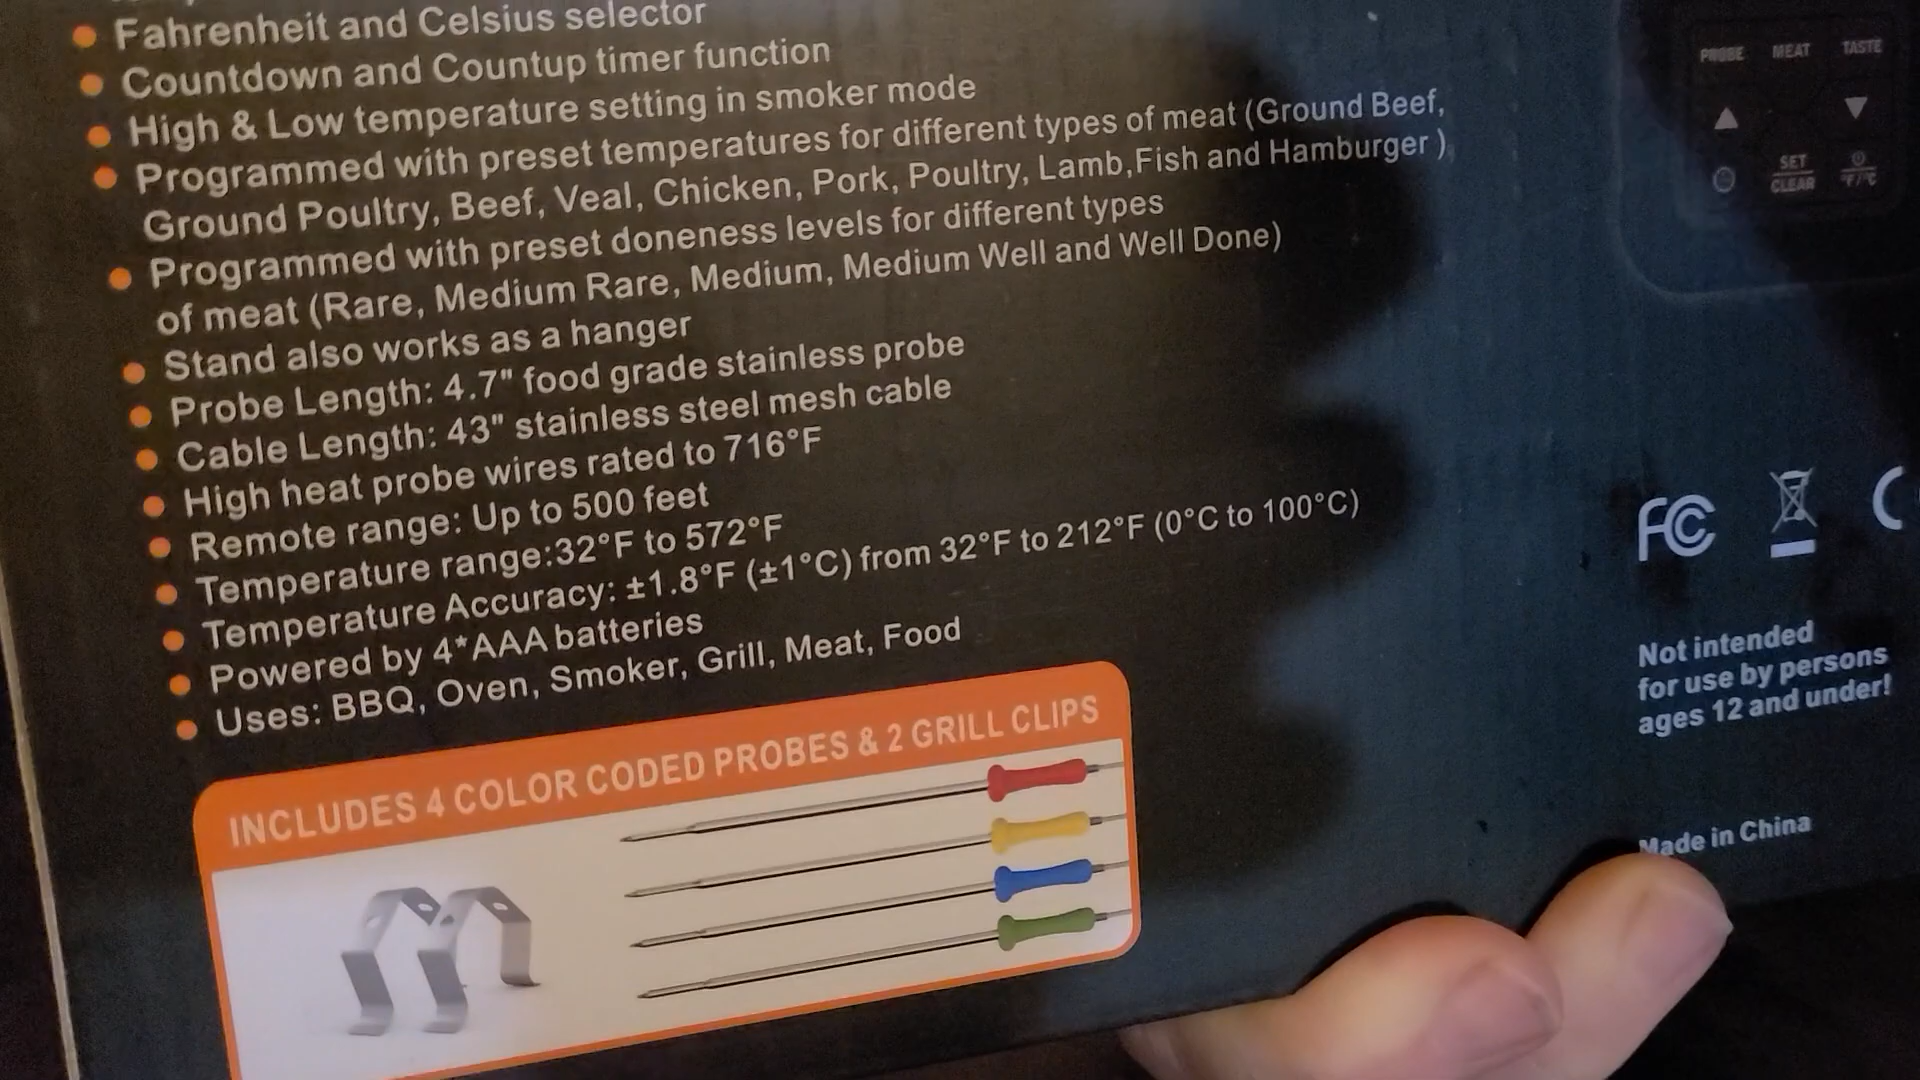 Fahrenheit and Celsius selector
Countdown and Countup timer function
High & Low temperature setting in smoker mode
Programmed with preset temperatures for different types of meat (Ground Beef,
Ground Poultry, Beef, Veal, Chicken, Pork, Poultry, Lamb,Fish and Hamburger )
Programmed with preset doneness levels for different types
of meat (Rare, Medium Rare, Medium, Medium Well and Well Done)
Stand also works as a hanger
Probe Length: 4.7" food grade stainless probe
Cable Length: 43" stainless steel mesh cable
High heat probe wires rated to 716°F
Remote range: Up to 500 feet
Temperature range:32°F to 572°F
Temperature Accuracy: ±1.8°F (±1°C) from 32°F to 212°F (0°C to 100°C)
Powered by 4*AAA batteries
Uses: BBQ, Oven, Smoker, Grill, Meat, Food
INCLUDES 4 COLOR CODED PROBES & 2 GRILL CLIPS
PROBE MEAT TASTE
SET
CLEAR
°F/°C
FC
Not intended
for use by persons
ages 12 and under!
Made in China